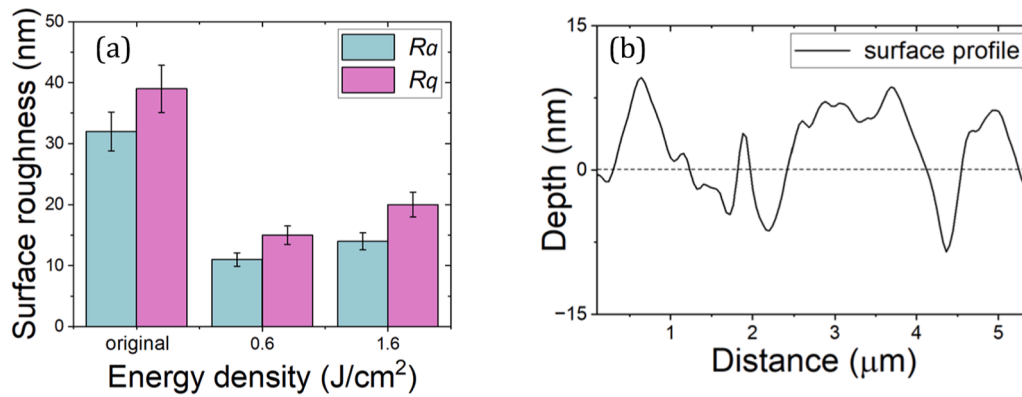 (a)
Ra
Rq
Surface roughness (nm)
50
40
30
20
10
0
original
0.6
1.6
Energy density (J/cm²)
(b)
surface profile
Depth (nm)
15
0
−15
1
2
3
4
5
Distance (μm)